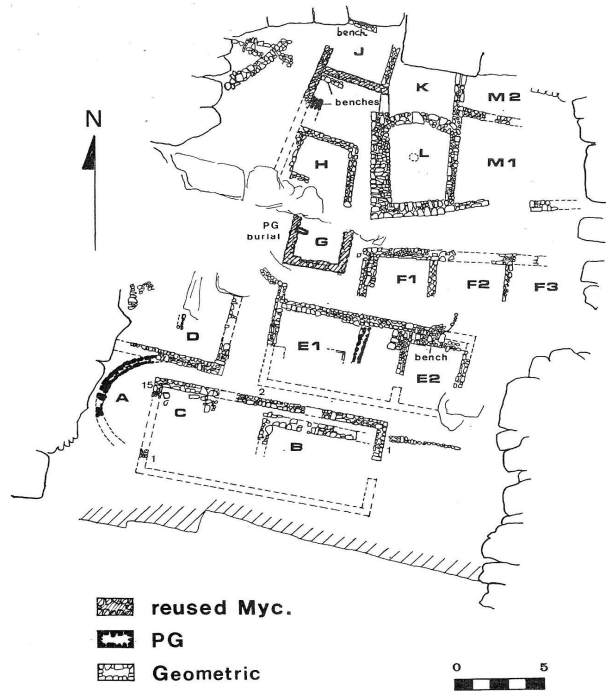 bench
J
K
M2
benches
N
H
L
M1
PG
burial
G
F1
F2
F3
D
E1
bench
E2
A
15
C
2
B
1
1
reused Myc.
PG
Geometric
0 5